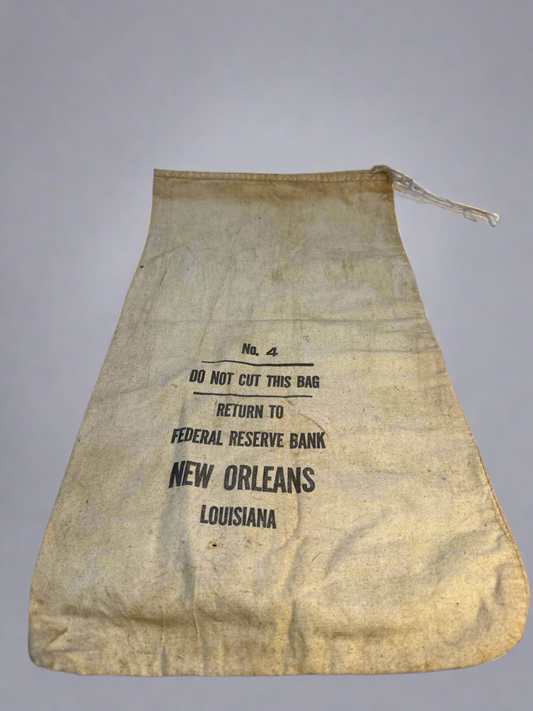 No. 4
DO NOT CUT THIS BAG
RETURN TO
FEDERAL RESERVE BANK
NEW ORLEANS
LOUISIANA